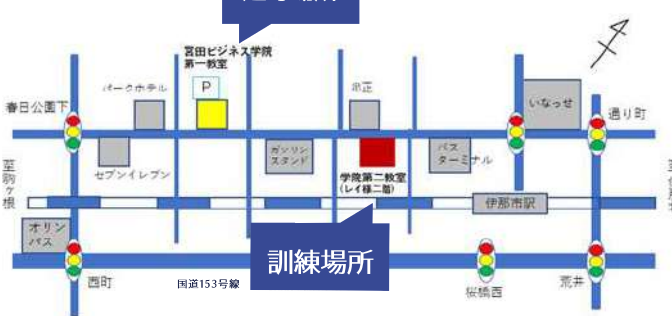 宮田ビジネス学院
第一教室
P
パークホテル
春日公園下
いなっせ
通り町
セブンイレブン
ガソリン
スタンド
学院第二教室
(レイ様二階)
バス
ターミナル
至駒ヶ根
伊那市駅
オリン
パス
訓練場所
西町
国道153号線
桜橋西
荒井